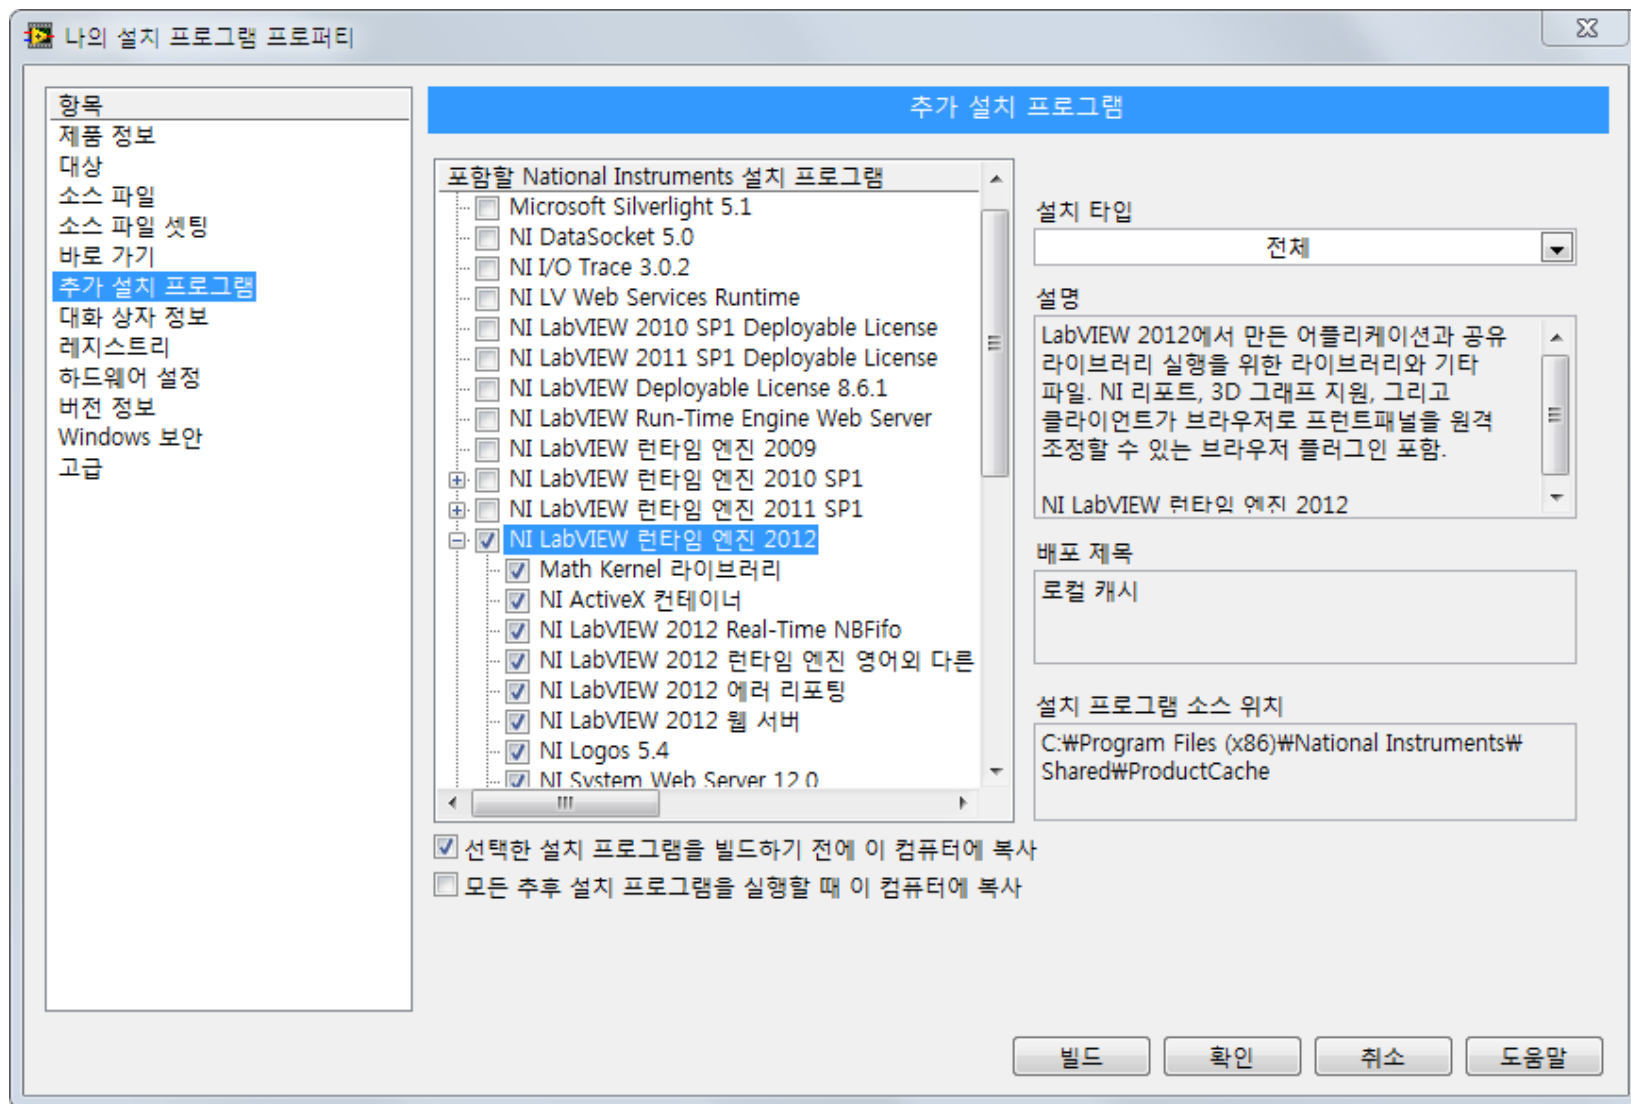 나의 설치 프로그램 프로퍼티
항목
제품 정보
대상
소스 파일
소스 파일 셋팅
바로 가기
추가 설치 프로그램
대화 상자 정보
레지스트리
하드웨어 설정
버전 정보
Windows 보안
고급
추가 설치 프로그램
포함할 National Instruments 설치 프로그램
Microsoft Silverlight 5.1
NI DataSocket 5.0
NI I/O Trace 3.0.2
NI LV Web Services Runtime
NI LabVIEW 2010 SP1 Deployable License
NI LabVIEW 2011 SP1 Deployable License
NI LabVIEW Deployable License 8.6.1
NI LabVIEW Run-Time Engine Web Server
NI LabVIEW 런타임 엔진 2009
NI LabVIEW 런타임 엔진 2010 SP1
NI LabVIEW 런타임 엔진 2011 SP1
NI LabVIEW 런타임 엔진 2012
Math Kernel 라이브러리
NI ActiveX 컨테이너
NI LabVIEW 2012 Real-Time NBFifo
NI LabVIEW 2012 런타임 엔진 영어외 다른
NI LabVIEW 2012 에러 리포팅
NI LabVIEW 2012 웹 서버
NI Logos 5.4
NI System Web Server 12.0
선택한 설치 프로그램을 빌드하기 전에 이 컴퓨터에 복사
모든 추후 설치 프로그램을 실행할 때 이 컴퓨터에 복사
설치 타입
전체
설명
LabVIEW 2012에서 만든 어플리케이션과 공유
라이브러리 실행을 위한 라이브러리와 기타
파일. NI 리포트, 3D 그래프 지원, 그리고
클라이언트가 브라우저로 프런트패널을 원격
조정할 수 있는 브라우저 플러그인 포함.
NI LabVIEW 런타임 엔진 2012
배포 제목
로컬 캐시
설치 프로그램 소스 위치
C:₩Program Files (x86)₩National Instruments₩
Shared₩ProductCache
빌드
확인
취소
도움말